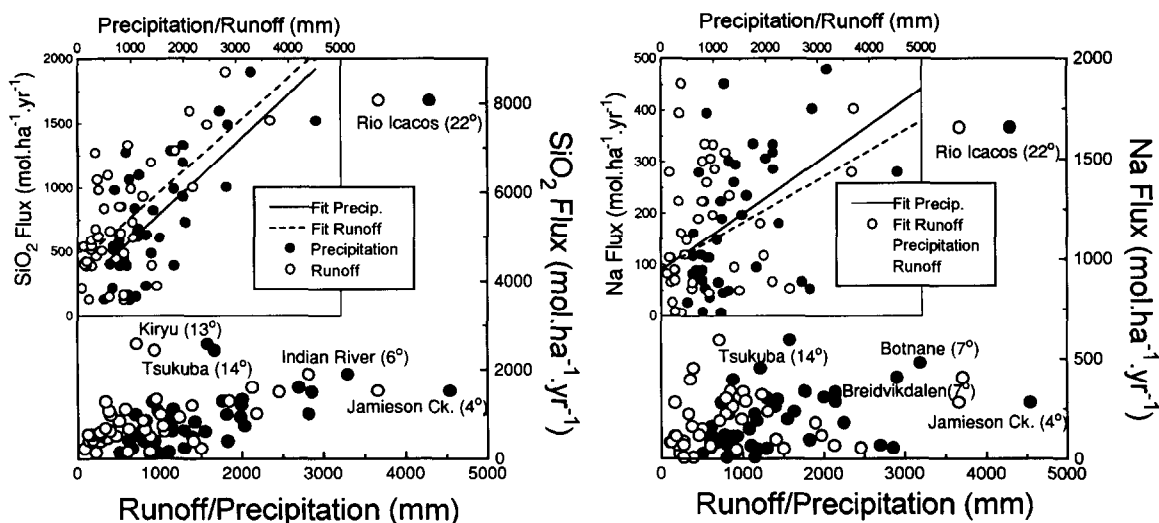 Precipitation/Runoff (mm)
0 1000 2000 3000 4000 5000
SiO2 Flux (mol.ha-1.yr-1)
2000
1500
1000
500
0
Fit Precip.
Fit Runoff
Precipitation
Runoff
Rio Icacos (22°)
Kiryu (13°)
Tsukuba (14°)
Indian River (6°)
Jamieson Ck. (4°)
8000
6000
4000
2000
0
SiO2 Flux (mol.ha-1.yr-1)
0 1000 2000 3000 4000 5000
Runoff/Precipitation (mm)
Precipitation/Runoff (mm)
0 1000 2000 3000 4000 5000
Na Flux (mol.ha-1.yr-1)
500
400
300
200
100
0
Fit Precip.
Fit Runoff
Precipitation
Runoff
Rio Icacos (22°)
Tsukuba (14°)
Botnane (7°)
Breidvikdalen (7°)
Jamieson Ck. (4°)
2000
1500
1000
500
0
Na Flux (mol.ha-1.yr-1)
0 1000 2000 3000 4000 5000
Runoff/Precipitation (mm)